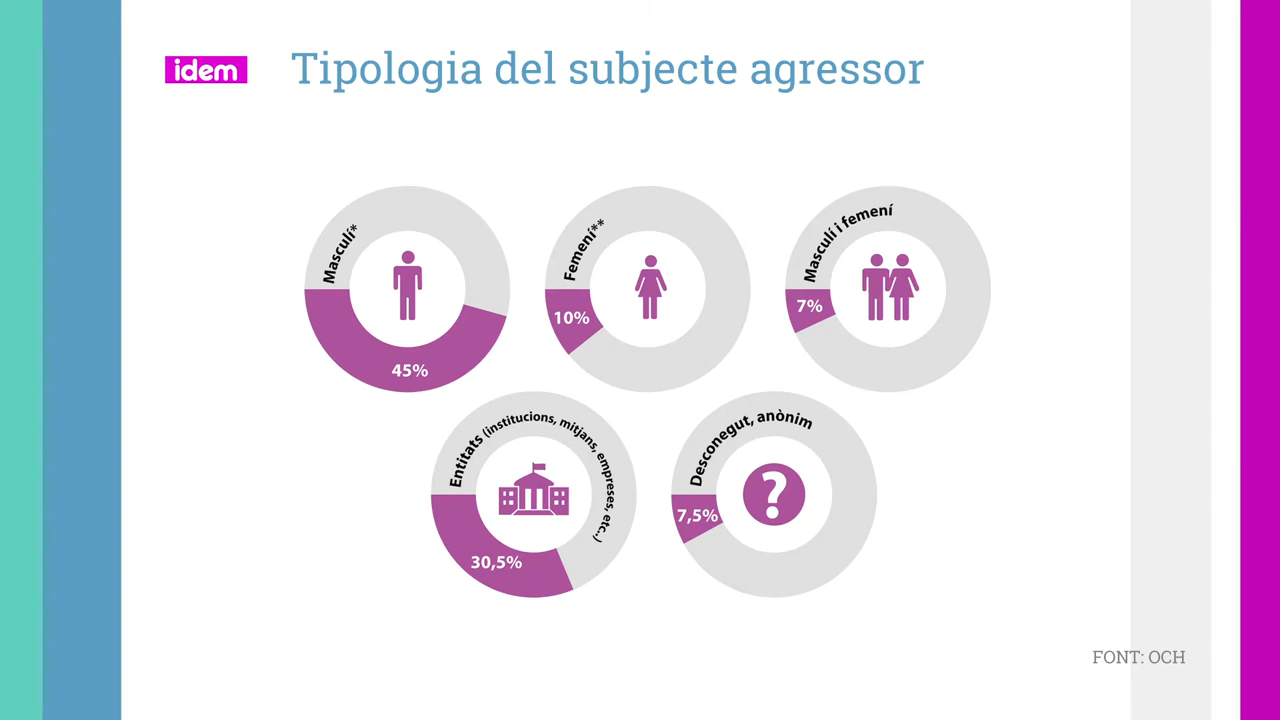 idem
Tipologia del subjecte agressor
Masculí*
45%
Femení**
10%
Masculí i femení
7%
Entitats (institucions, mitjans, empreses, etc..)
30,5%
Desconegut, anònim
?
7,5%
FONT: OCH